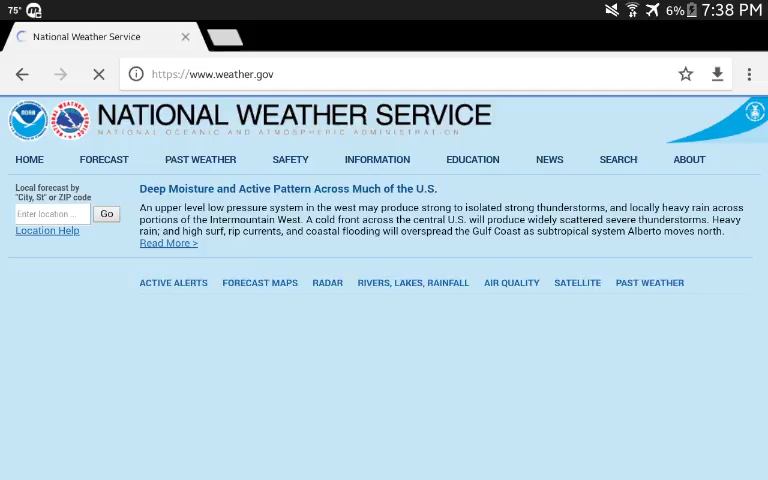 75° 6% 7:38 PM
National Weather Service
https://www.weather.gov
NATIONAL WEATHER SERVICE
NATIONAL OCEANIC AND ATMOSPHERIC ADMINISTRATION
HOME FORECAST PAST WEATHER SAFETY INFORMATION EDUCATION NEWS SEARCH ABOUT
Local forecast by
"City, St" or ZIP code
Enter location ...
Go
Location Help
Deep Moisture and Active Pattern Across Much of the U.S.
An upper level low pressure system in the west may produce strong to isolated strong thunderstorms, and locally heavy rain across
portions of the Intermountain West. A cold front across the central U.S. will produce widely scattered severe thunderstorms. Heavy
rain; and high surf, rip currents, and coastal flooding will overspread the Gulf Coast as subtropical system Alberto moves north.
Read More >
ACTIVE ALERTS FORECAST MAPS RADAR RIVERS, LAKES, RAINFALL AIR QUALITY SATELLITE PAST WEATHER